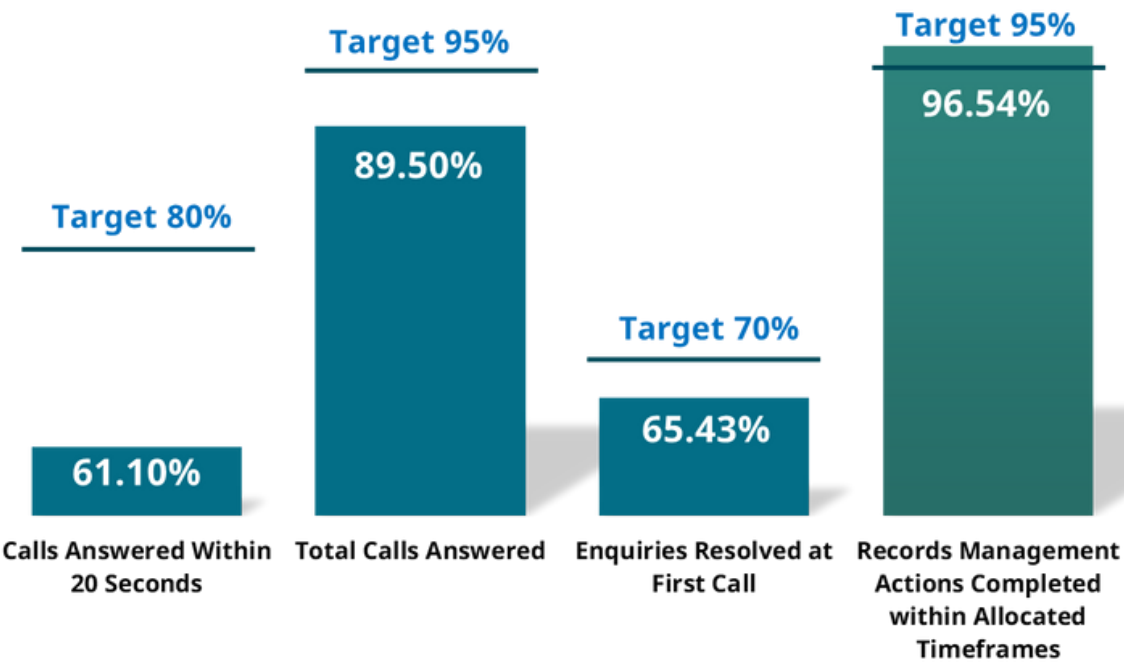 Target 80%
61.10%
Calls Answered Within
20 Seconds
Target 95%
89.50%
Total Calls Answered
Target 70%
65.43%
Enquiries Resolved at
First Call
Target 95%
96.54%
Records Management
Actions Completed
within Allocated
Timeframes